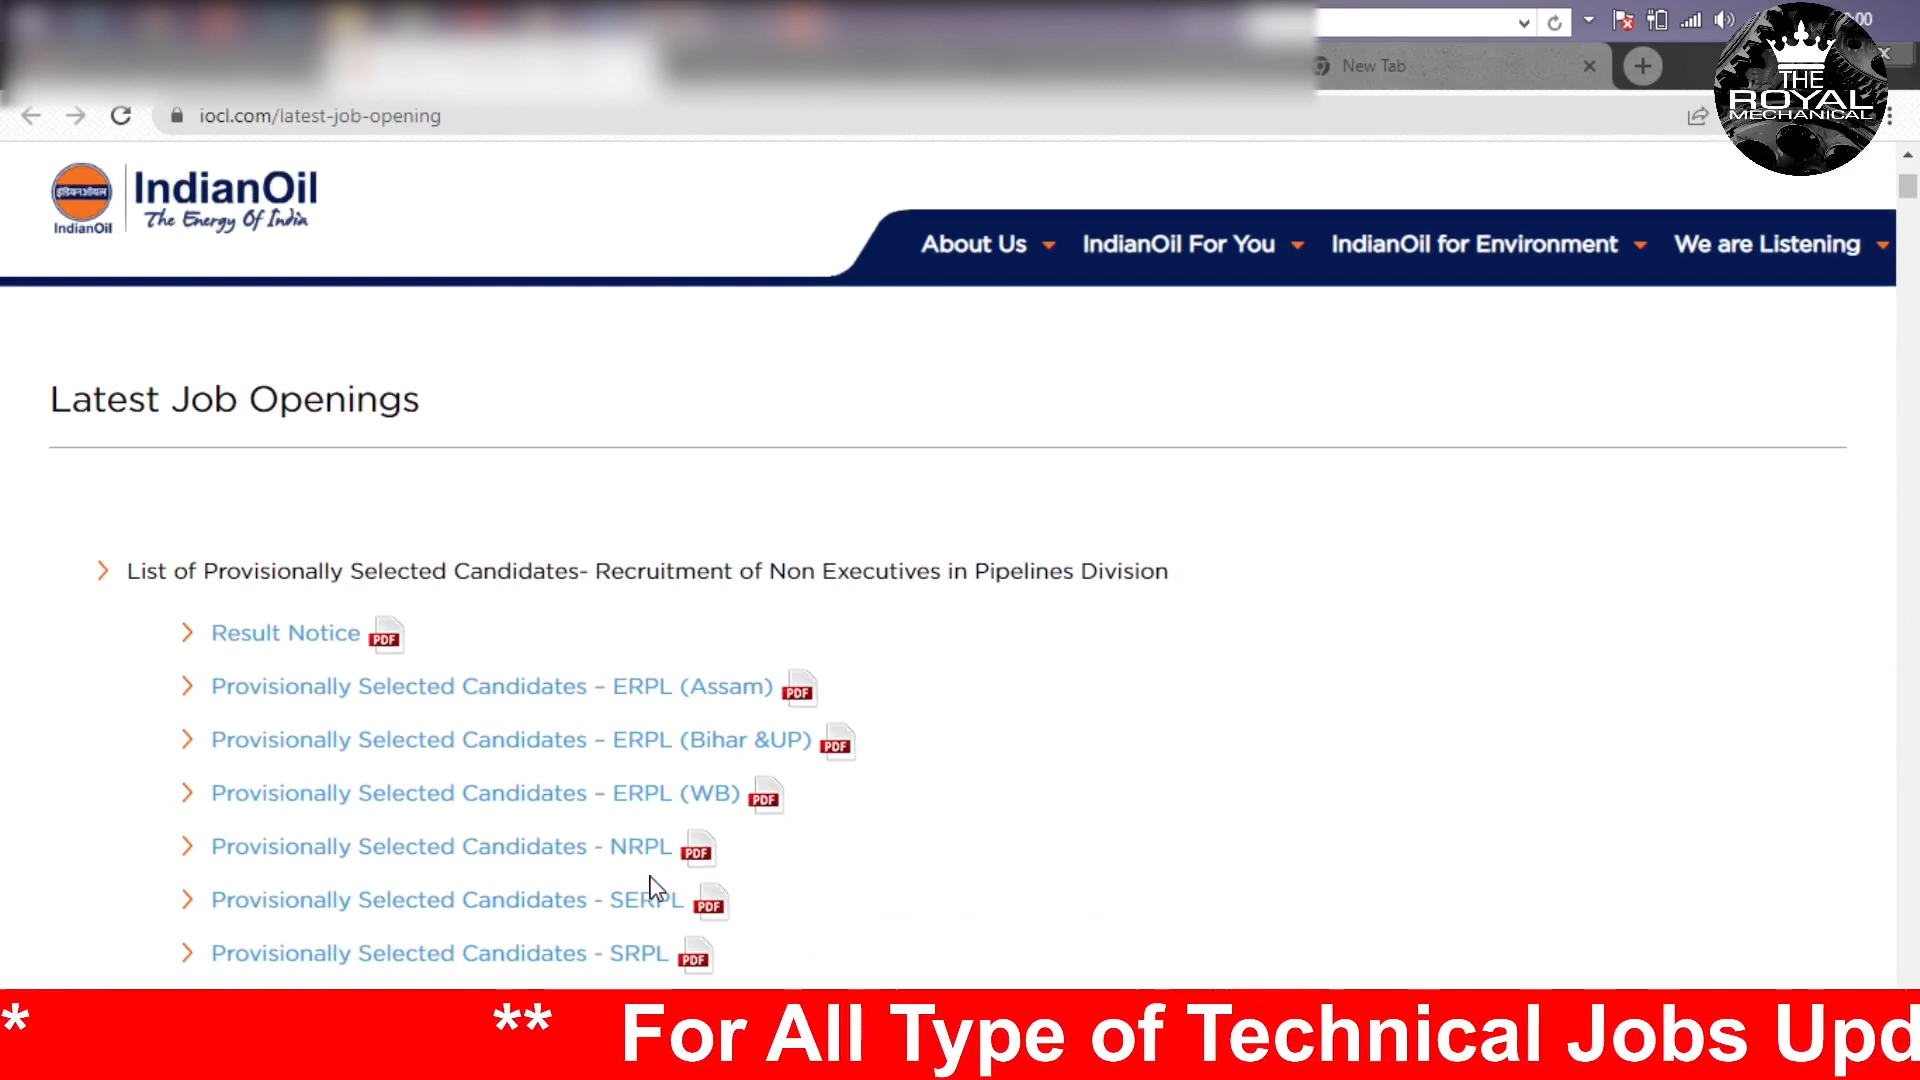 :00
New Tab
iocl.com/latest-job-opening
THE
ROYAL
MECHANICAL
इंडियनऑयल
IndianOil
IndianOil
The Energy Of India
About Us
IndianOil For You
IndianOil for Environment
We are Listening
Latest Job Openings
List of Provisionally Selected Candidates- Recruitment of Non Executives in Pipelines Division
Result Notice PDF
Provisionally Selected Candidates – ERPL (Assam) PDF
Provisionally Selected Candidates – ERPL (Bihar &UP) PDF
Provisionally Selected Candidates – ERPL (WB) PDF
Provisionally Selected Candidates - NRPL PDF
Provisionally Selected Candidates - SERPL PDF
Provisionally Selected Candidates - SRPL PDF
* ** For All Type of Technical Jobs Upd